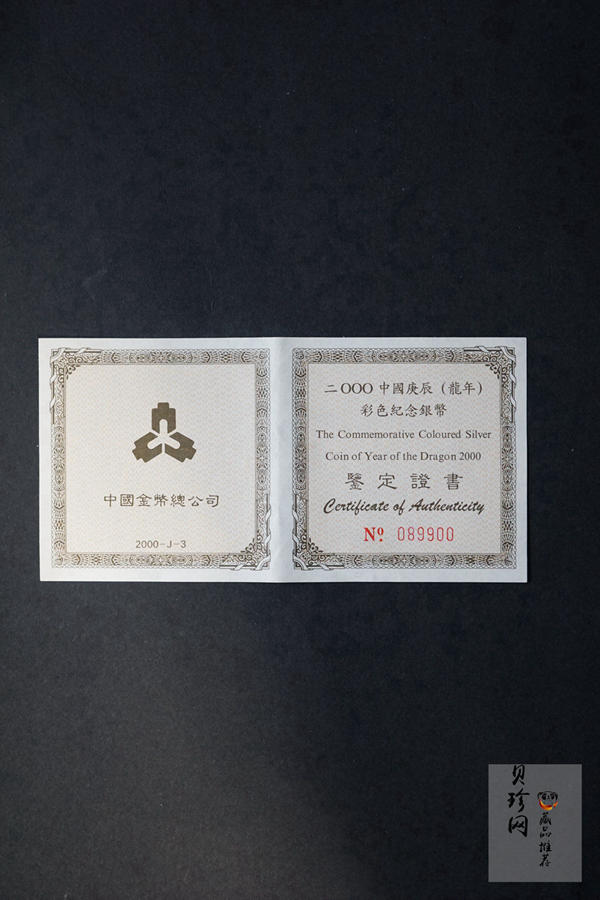 中國金幣總公司
2000-J-3
二OOO中國庚辰（龍年）
彩色紀念銀幣
The Commemorative Coloured Silver
Coin of Year of the Dragon 2000
鑒定證書
Certificate of Authenticity
Nº 089900
贝珍网
藏品推荐